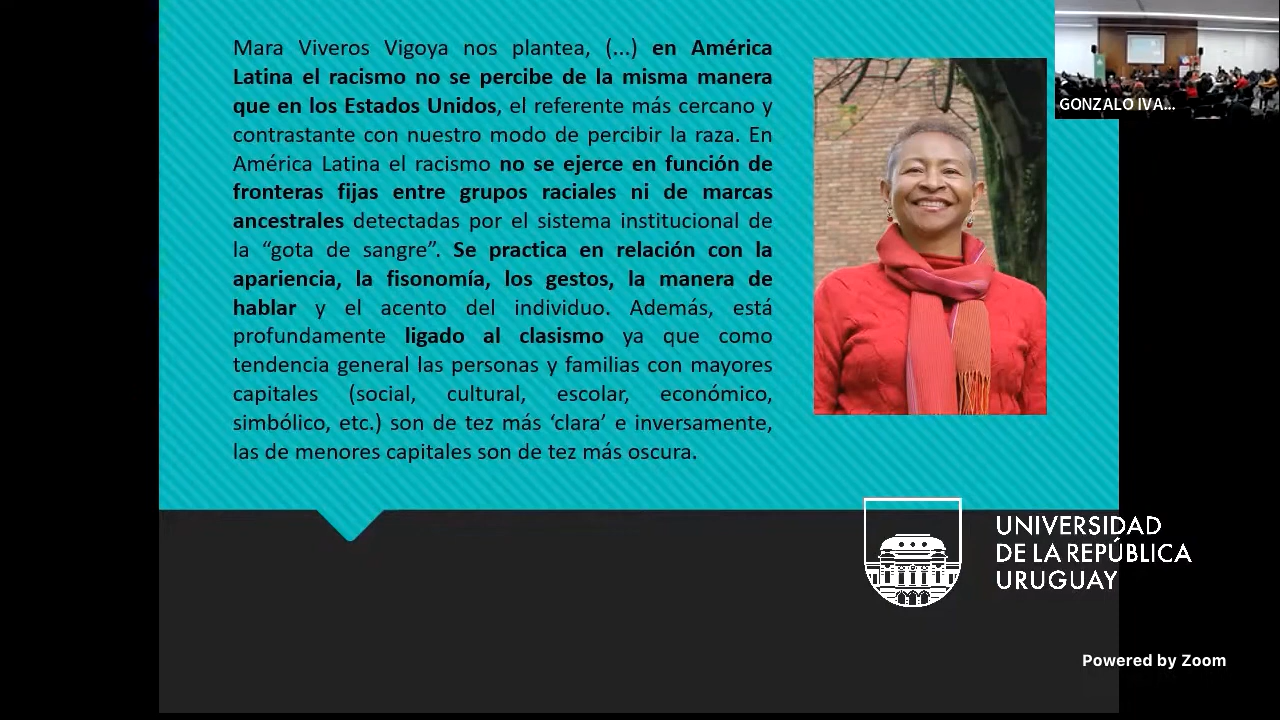 Mara Viveros Vigoya nos plantea, (...) en América
Latina el racismo no se percibe de la misma manera
que en los Estados Unidos, el referente más cercano y
contrastante con nuestro modo de percibir la raza. En
América Latina el racismo no se ejerce en función de
fronteras fijas entre grupos raciales ni de marcas
ancestrales detectadas por el sistema institucional de
la “gota de sangre”. Se practica en relación con la
apariencia, la fisonomía, los gestos, la manera de
hablar y el acento del individuo. Además, está
profundamente ligado al clasismo ya que como
tendencia general las personas y familias con mayores
capitales (social, cultural, escolar, económico,
simbólico, etc.) son de tez más ‘clara’ e inversamente,
las de menores capitales son de tez más oscura.
GONZALO IVA...
UNIVERSIDAD
DE LA REPÚBLICA
URUGUAY
Powered by Zoom